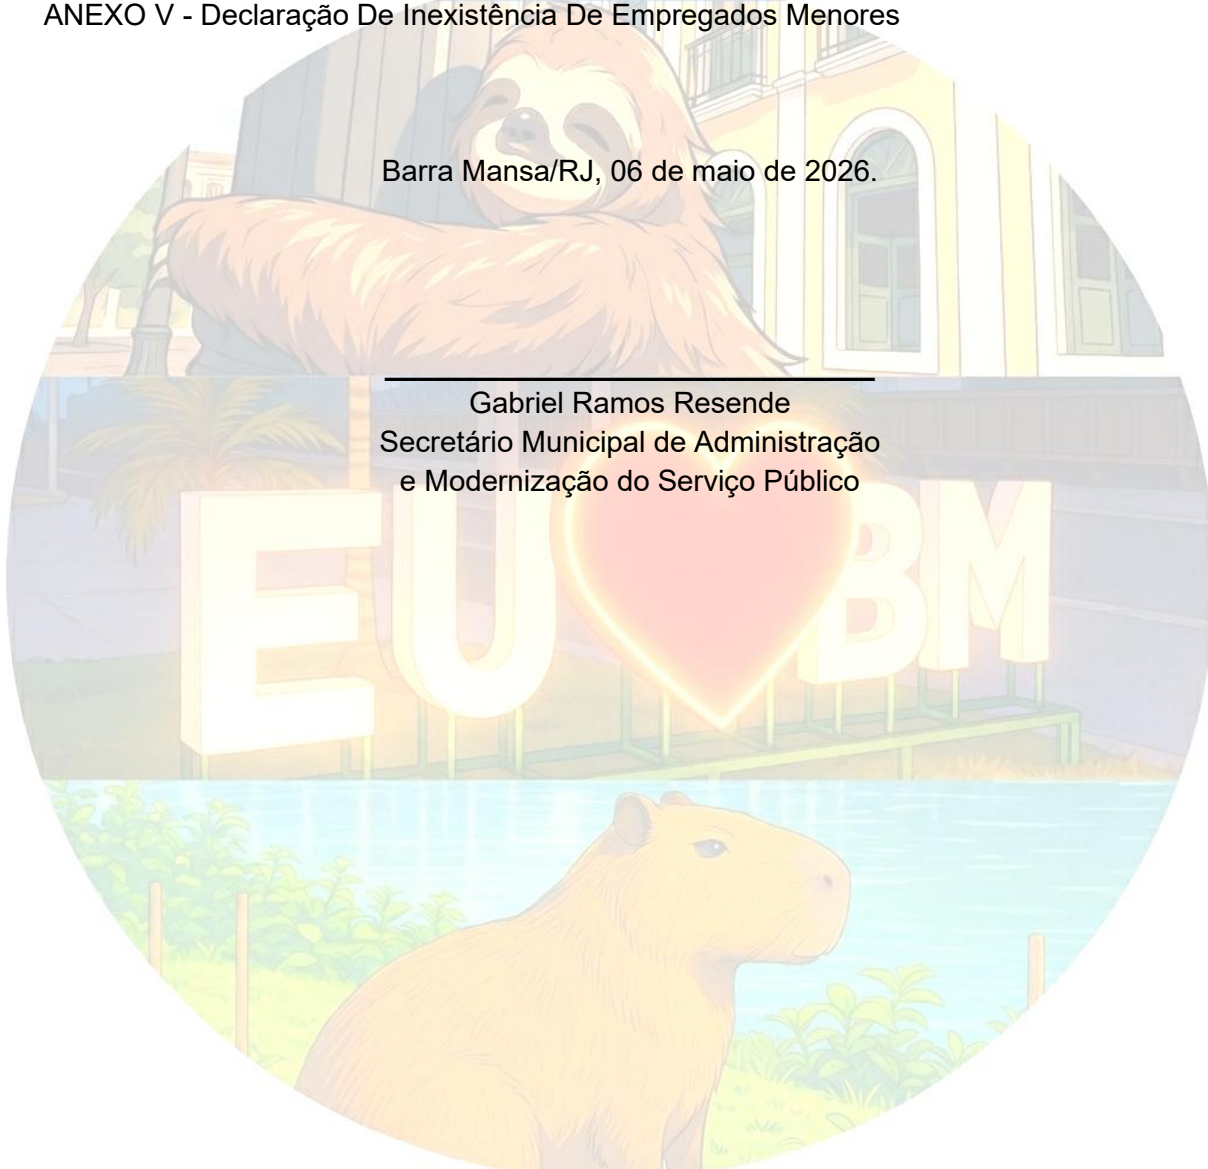 ANEXO V - Declaração De Inexistência De Empregados Menores
Barra Mansa/RJ, 06 de maio de 2026.
Gabriel Ramos Resende
Secretário Municipal de Administração
e Modernização do Serviço Público
EU BM